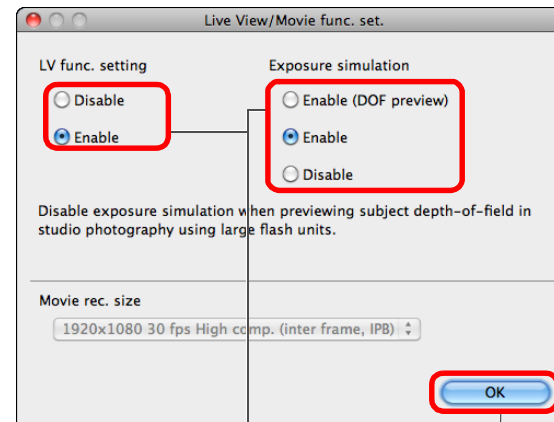 Live View/Movie func. set.
LV func. setting
Disable
Enable
Exposure simulation
Enable (DOF preview)
Enable
Disable
Disable exposure simulation when previewing subject depth-of-field in
studio photography using large flash units.
Movie rec. size
1920x1080 30 fps High comp. (inter frame, IPB)
OK